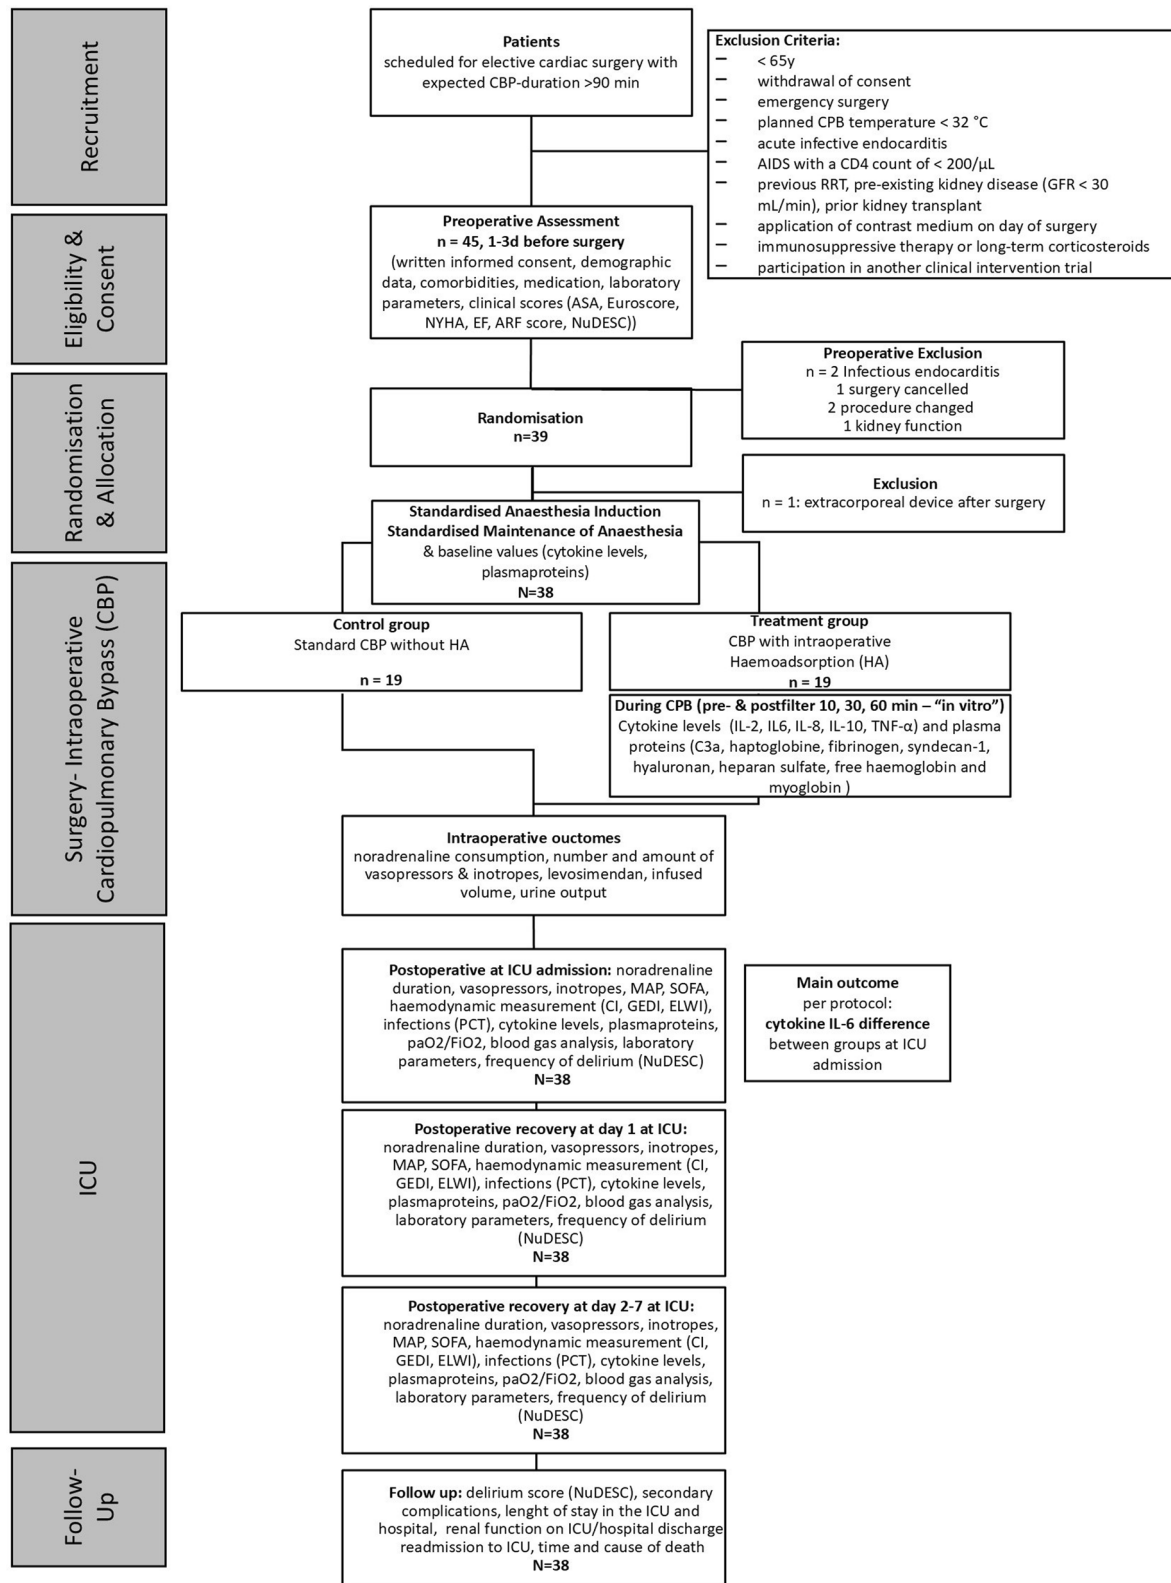 Recruitment
Patients
scheduled for elective cardiac surgery with
expected CBP-duration >90 min
Exclusion Criteria:
– < 65y
– withdrawal of consent
– emergency surgery
– planned CPB temperature < 32 °C
– acute infective endocarditis
– AIDS with a CD4 count of < 200/µL
– previous RRT, pre-existing kidney disease (GFR < 30
mL/min), prior kidney transplant
– application of contrast medium on day of surgery
– immunosuppressive therapy or long-term corticosteroids
– participation in another clinical intervention trial
Eligibility &
Consent
Preoperative Assessment
n = 45, 1-3d before surgery
(written informed consent, demographic
data, comorbidities, medication, laboratory
parameters, clinical scores (ASA, Euroscore,
NYHA, EF, ARF score, NuDESC))
Preoperative Exclusion
n = 2 Infectious endocarditis
1 surgery cancelled
2 procedure changed
1 kidney function
Randomisation
& Allocation
Randomisation
n=39
Exclusion
n = 1: extracorporeal device after surgery
Standardised Anaesthesia Induction
Standardised Maintenance of Anaesthesia
& baseline values (cytokine levels,
plasmaproteins)
N=38
Surgery- Intraoperative
Cardiopulmonary Bypass (CBP)
Control group
Standard CBP without HA
n = 19
Treatment group
CBP with intraoperative
Haemoadsorption (HA)
n = 19
During CPB (pre- & postfilter 10, 30, 60 min – “in vitro”)
Cytokine levels (IL-2, IL6, IL-8, IL-10, TNF-α) and plasma
proteins (C3a, haptoglobine, fibrinogen, syndecan-1,
hyaluronan, heparan sulfate, free haemoglobin and
myoglobin )
Intraoperative ouctomes
noradrenaline consumption, number and amount of
vasopressors & inotropes, levosimendan, infused
volume, urine output
ICU
Postoperative at ICU admission: noradrenaline
duration, vasopressors, inotropes, MAP, SOFA,
haemodynamic measurement (CI, GEDI, ELWI),
infections (PCT), cytokine levels, plasmaproteins,
paO2/FiO2, blood gas analysis, laboratory
parameters, frequency of delirium (NuDESC)
N=38
Main outcome
per protocol:
cytokine IL-6 difference
between groups at ICU
admission
Postoperative recovery at day 1 at ICU:
noradrenaline duration, vasopressors, inotropes,
MAP, SOFA, haemodynamic measurement (CI,
GEDI, ELWI), infections (PCT), cytokine levels,
plasmaproteins, paO2/FiO2, blood gas analysis,
laboratory parameters, frequency of delirium
(NuDESC)
N=38
Postoperative recovery at day 2-7 at ICU:
noradrenaline duration, vasopressors, inotropes,
MAP, SOFA, haemodynamic measurement (CI,
GEDI, ELWI), infections (PCT), cytokine levels,
plasmaproteins, paO2/FiO2, blood gas analysis,
laboratory parameters, frequency of delirium
(NuDESC)
N=38
Follow-
Up
Follow up: delirium score (NuDESC), secondary
complications, lenght of stay in the ICU and
hospital, renal function on ICU/hospital discharge
readmission to ICU, time and cause of death
N=38